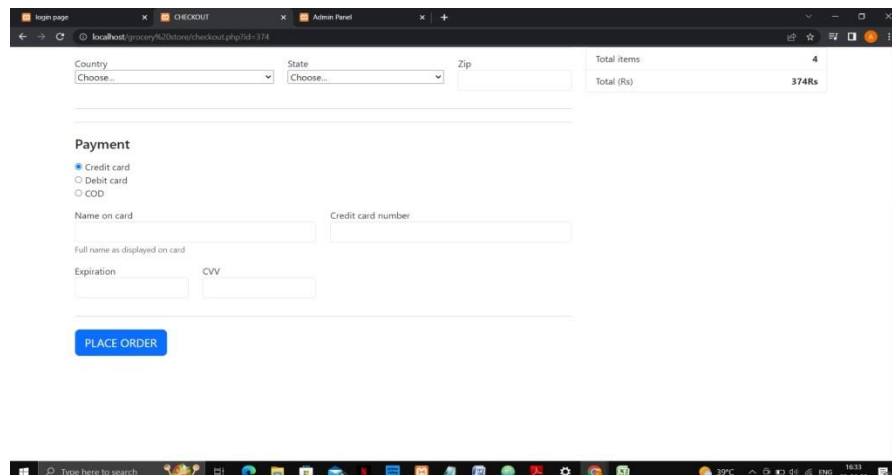 login page
CHECKOUT
Admin Panel
localhost/grocery%20store/checkout.php?id=374
Country
State
Zip
Choose...
Choose...
Total items 4
Total (Rs) 374Rs
Payment
Credit card
Debit card
COD
Name on card
Credit card number
Full name as displayed on card
Expiration
CVV
PLACE ORDER
Type here to search
39°C
ENG
16:33